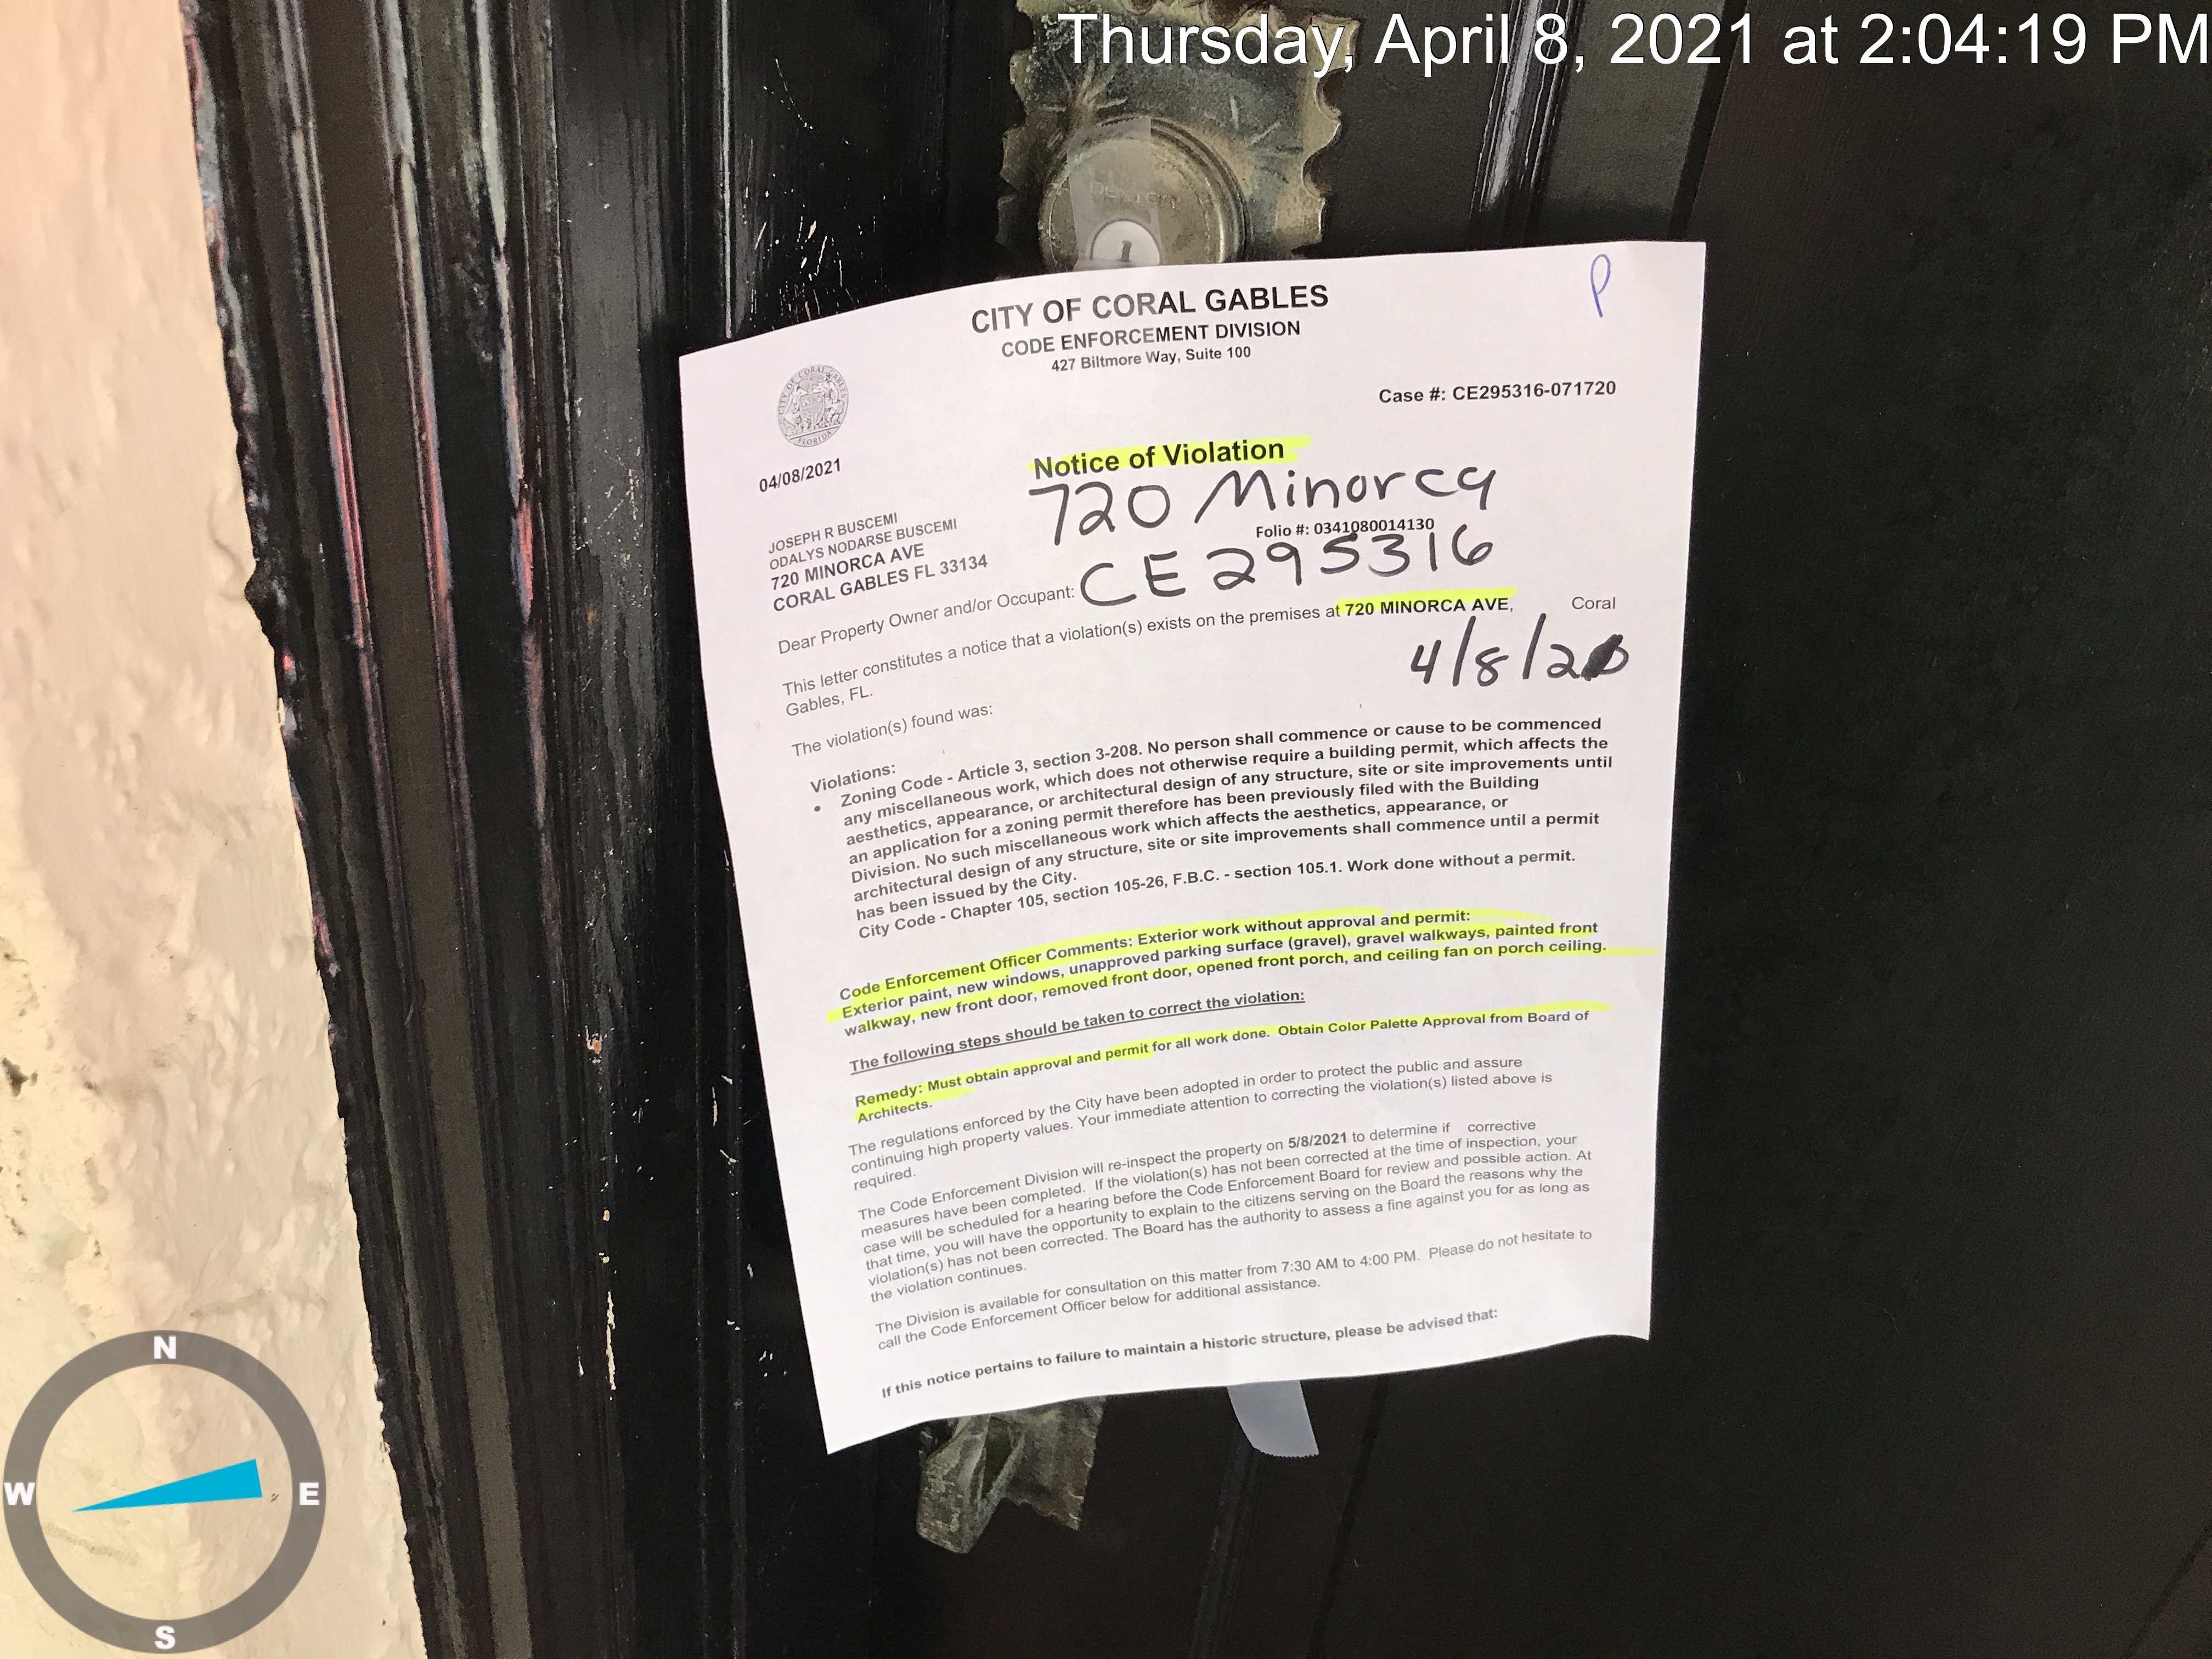 Thursday, April 8, 2021 at 2:04:19 PM
P
CITY OF CORAL GABLES
CODE ENFORCEMENT DIVISION
427 Biltmore Way, Suite 100
CITY OF CORAL GABLES
FLORIDA
Case #: CE295316-071720
04/08/2021
Notice of Violation
720 Minorca
JOSEPH R BUSCEMI
ODALYS NODARSE BUSCEMI
720 MINORCA AVE
CORAL GABLES FL 33134
Folio #: 0341080014130
CE295316
Dear Property Owner and/or Occupant:
This letter constitutes a notice that a violation(s) exists on the premises at 720 MINORCA AVE, Coral
Gables, FL.
4/8/2
The violation(s) found was:
Violations:
• Zoning Code - Article 3, section 3-208. No person shall commence or cause to be commenced
any miscellaneous work, which does not otherwise require a building permit, which affects the
aesthetics, appearance, or architectural design of any structure, site or site improvements until
an application for a zoning permit therefore has been previously filed with the Building
Division. No such miscellaneous work which affects the aesthetics, appearance, or
architectural design of any structure, site or site improvements shall commence until a permit
has been issued by the City.
City Code - Chapter 105, section 105-26, F.B.C. - section 105.1. Work done without a permit.
Code Enforcement Officer Comments: Exterior work without approval and permit:
Exterior paint, new windows, unapproved parking surface (gravel), gravel walkways, painted front
walkway, new front door, removed front door, opened front porch, and ceiling fan on porch ceiling.
The following steps should be taken to correct the violation:
Remedy: Must obtain approval and permit for all work done. Obtain Color Palette Approval from Board of
Architects.
The regulations enforced by the City have been adopted in order to protect the public and assure
continuing high property values. Your immediate attention to correcting the violation(s) listed above is
required.
The Code Enforcement Division will re-inspect the property on 5/8/2021 to determine if corrective
measures have been completed. If the violation(s) has not been corrected at the time of inspection, your
case will be scheduled for a hearing before the Code Enforcement Board for review and possible action. At
that time, you will have the opportunity to explain to the citizens serving on the Board the reasons why the
violation(s) has not been corrected. The Board has the authority to assess a fine against you for as long as
the violation continues.
The Division is available for consultation on this matter from 7:30 AM to 4:00 PM. Please do not hesitate to
call the Code Enforcement Officer below for additional assistance.
If this notice pertains to failure to maintain a historic structure, please be advised that:
N
W
E
S